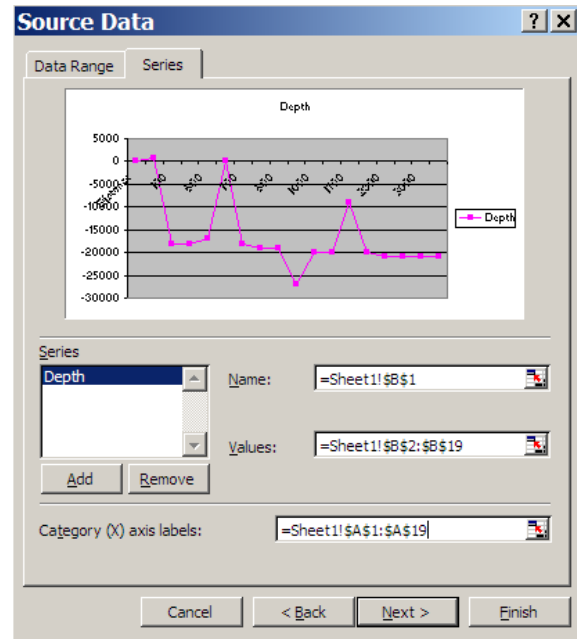 Source Data
Data Range Series
Depth
5000
0
-5000
-10000
-15000
-20000
-25000
-30000
Depth
Series
Depth
Name: =Sheet1!$B$1
Values: =Sheet1!$B$2:$B$19
Add Remove
Category (X) axis labels: =Sheet1!$A$1:$A$19
Cancel < Back Next > Finish